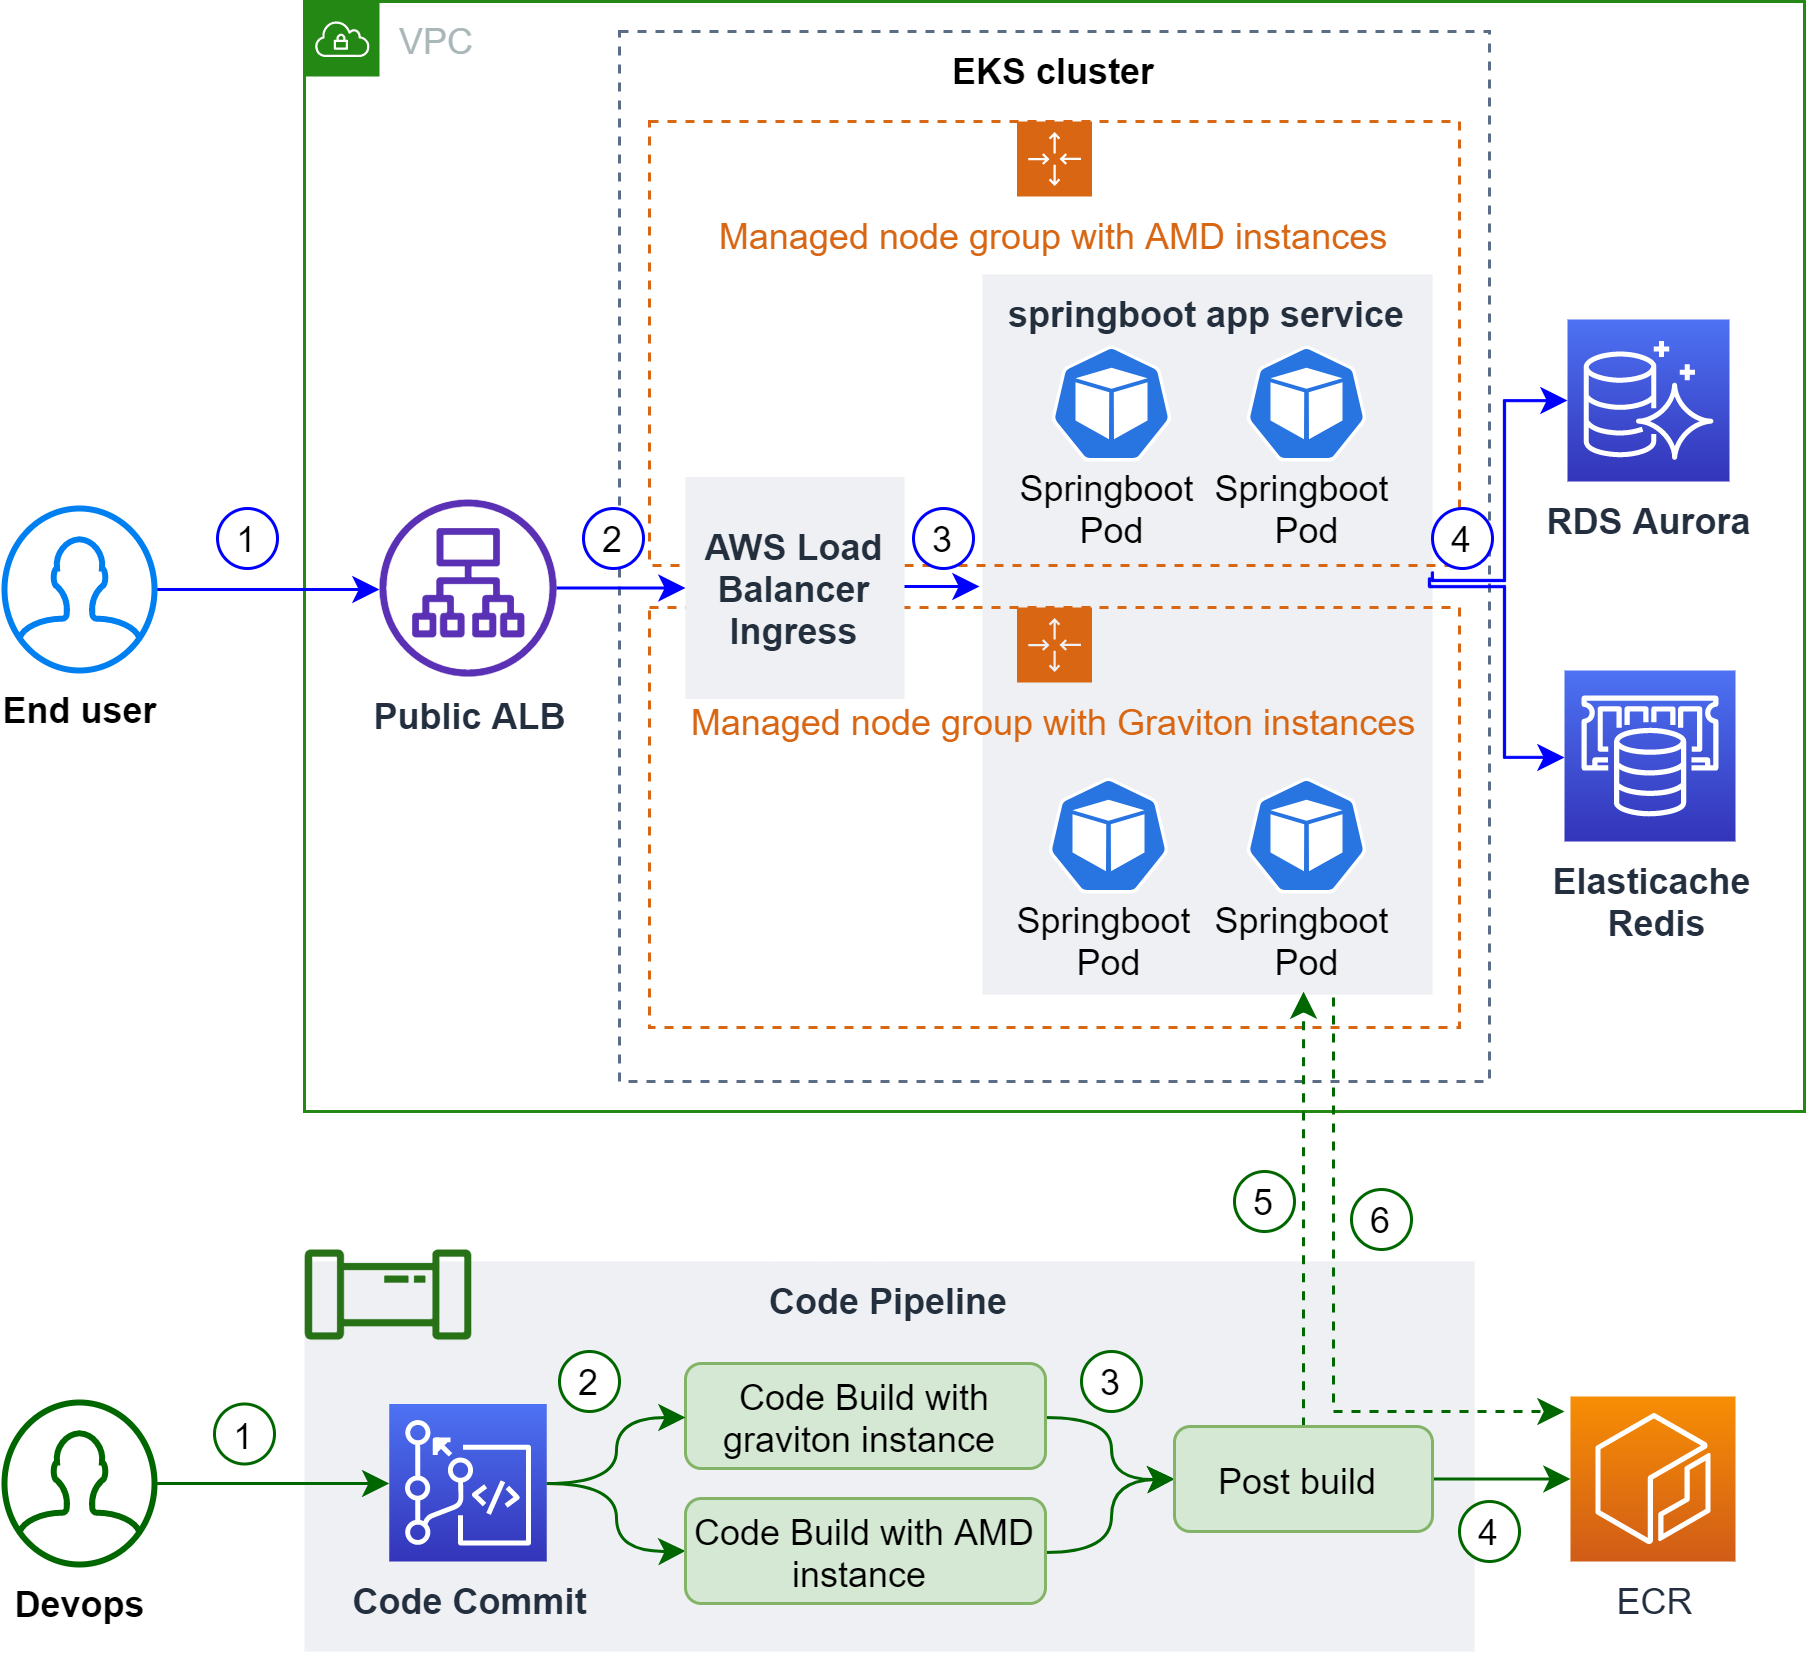 VPC
EKS cluster
Managed node group with AMD instances
springboot app service
Springboot
Pod
Springboot
Pod
1
2
3
4
AWS Load
Balancer
Ingress
RDS Aurora
End user
Public ALB
Managed node group with Graviton instances
Springboot
Pod
Springboot
Pod
Elasticache
Redis
5
6
Code Pipeline
1
2
3
Code Build with
graviton instance
Post build
4
Code Build with AMD
instance
Devops
Code Commit
ECR